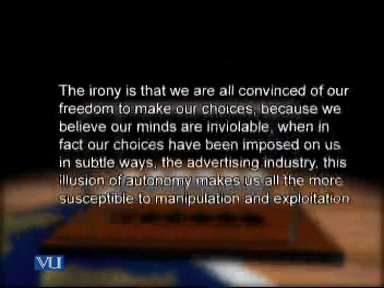 The irony is that we are all convinced of our
freedom to make our choices, because we
believe our minds are inviolable, when in
fact our choices have been imposed on us
in subtle ways, the advertising industry, this
illusion of autonomy makes us all the more
susceptible to manipulation and exploitation
VU